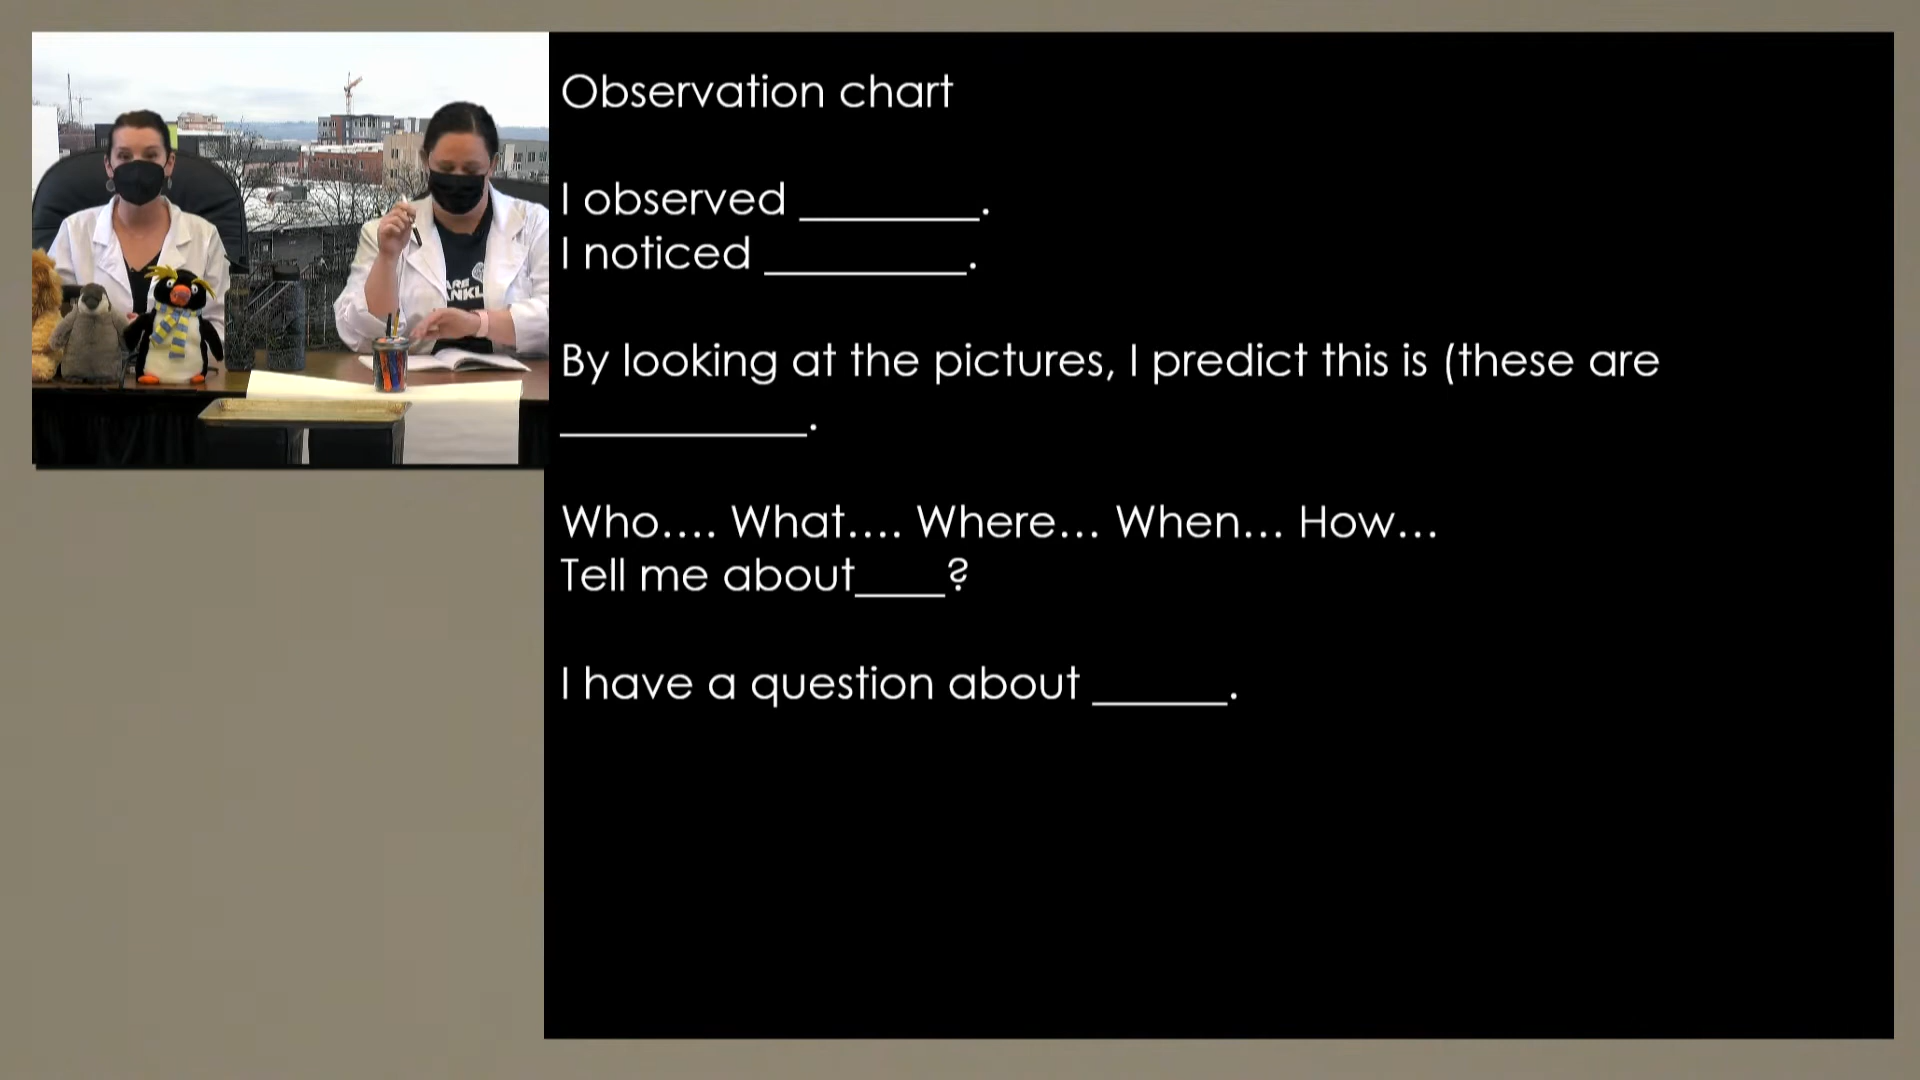 Observation chart
I observed ________.
I noticed _________.
By looking at the pictures, I predict this is (these are
___________.
Who.... What.... Where... When... How...
Tell me about____?
I have a question about ______.